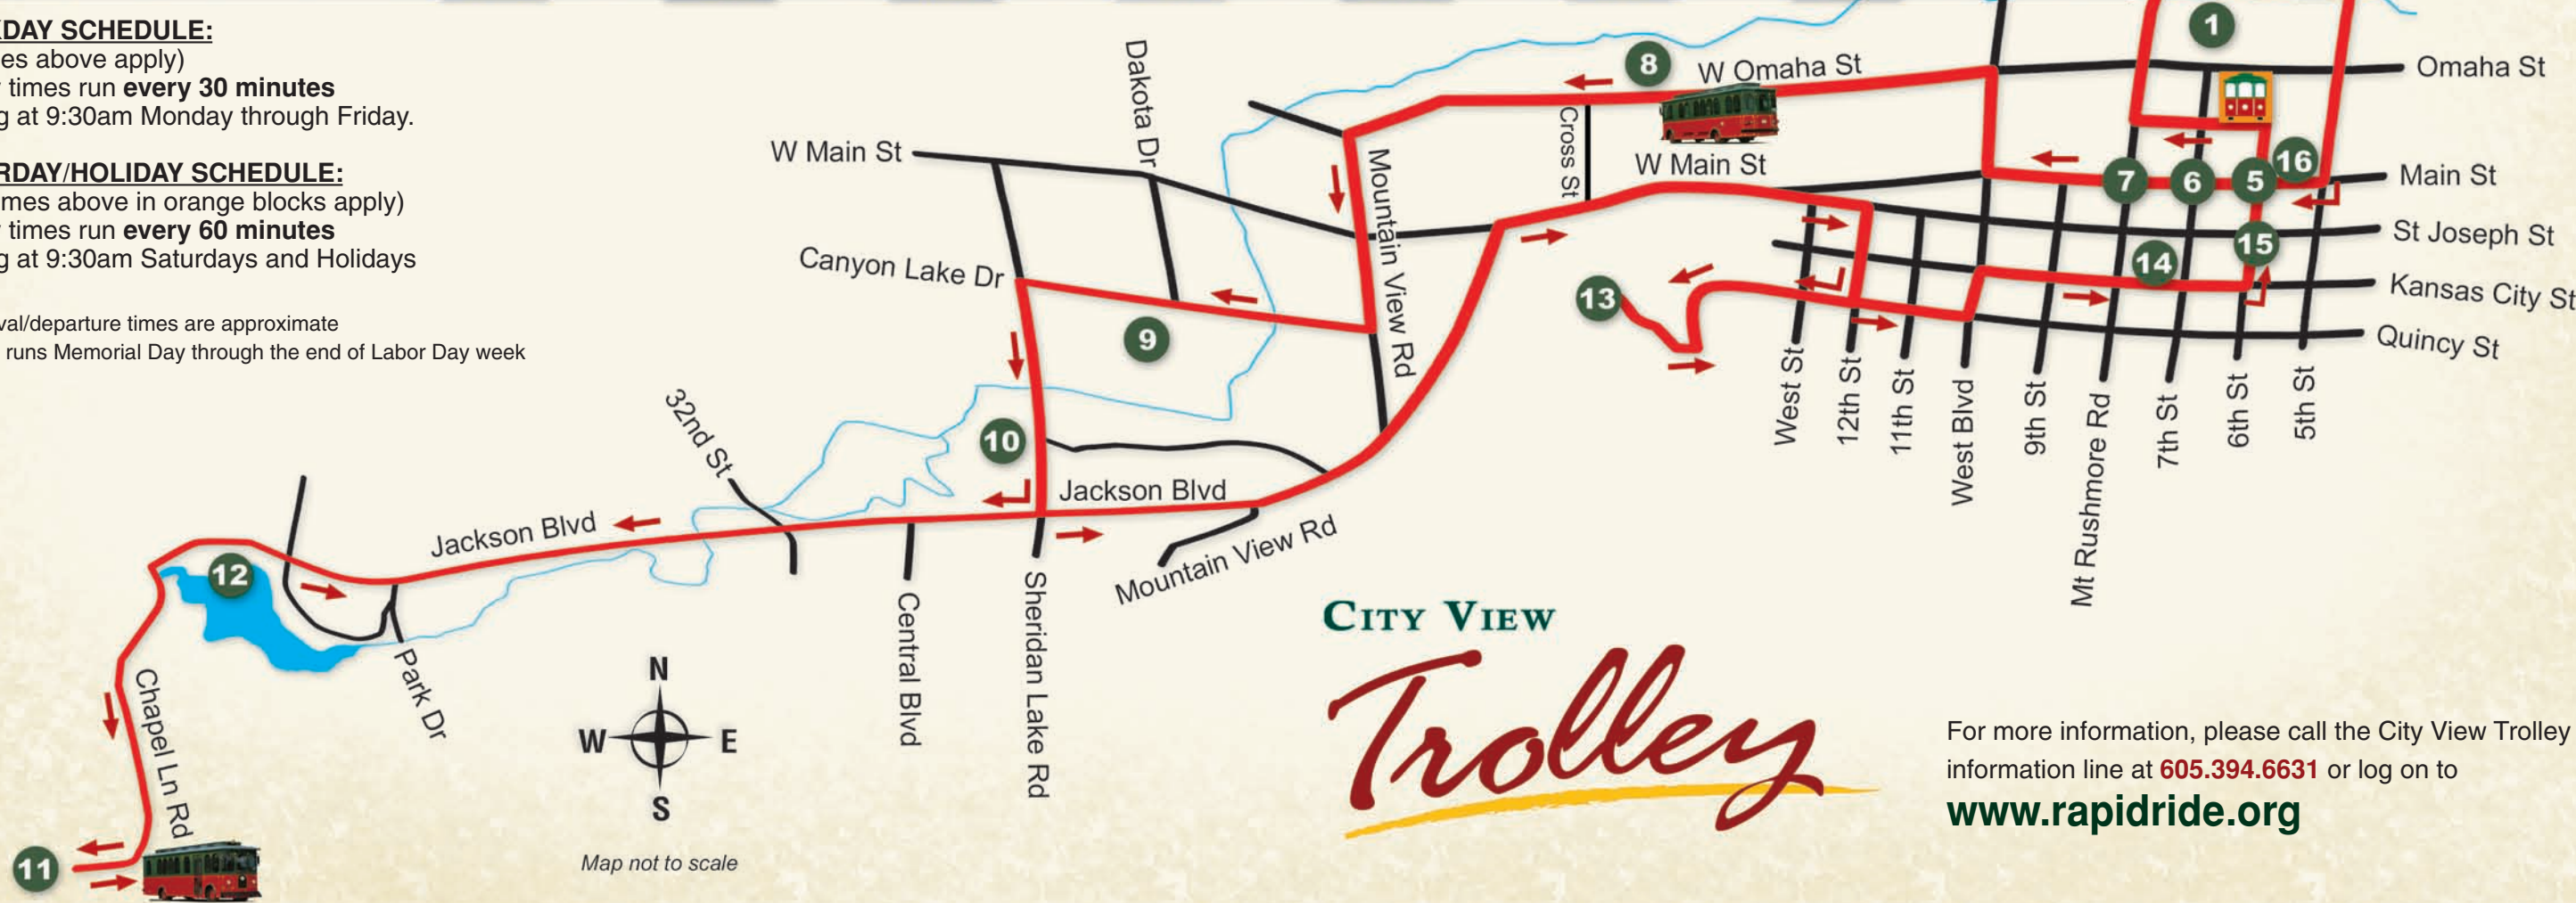 KDAY SCHEDULE:
es above apply)
times run every 30 minutes
g at 9:30am Monday through Friday.
RDAY/HOLIDAY SCHEDULE:
mes above in orange blocks apply)
times run every 60 minutes
g at 9:30am Saturdays and Holidays
val/departure times are approximate
runs Memorial Day through the end of Labor Day week
1
8
W Omaha St
Omaha St
Dakota Dr
Cross St
W Main St
W Main St
Mountain View Rd
7
6
5
16
Main St
St Joseph St
15
14
Kansas City St
Quincy St
13
Canyon Lake Dr
9
West St
12th St
11th St
West Blvd
9th St
Mt Rushmore Rd
7th St
6th St
5th St
32nd St
10
Jackson Blvd
Jackson Blvd
Mountain View Rd
12
Central Blvd
Sheridan Lake Rd
Park Dr
Chapel Ln Rd
11
N
W E
S
Map not to scale
CITY VIEW
Trolley
For more information, please call the City View Trolley
information line at 605.394.6631 or log on to
www.rapidride.org